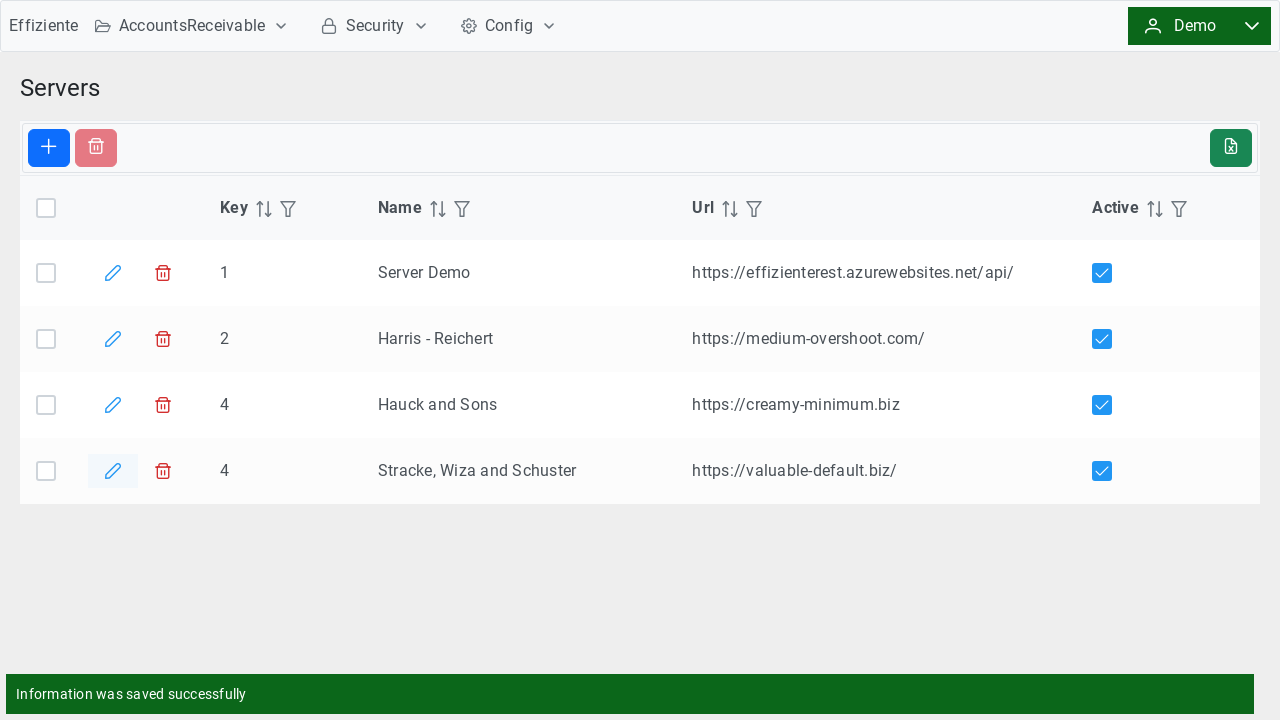 Effiziente AccountsReceivable Security Config Demo
Servers
Key Name Url Active
1 Server Demo https://effizienterest.azurewebsites.net/api/
2 Harris - Reichert https://medium-overshoot.com/
4 Hauck and Sons https://creamy-minimum.biz
4 Stracke, Wiza and Schuster https://valuable-default.biz/
Information was saved successfully